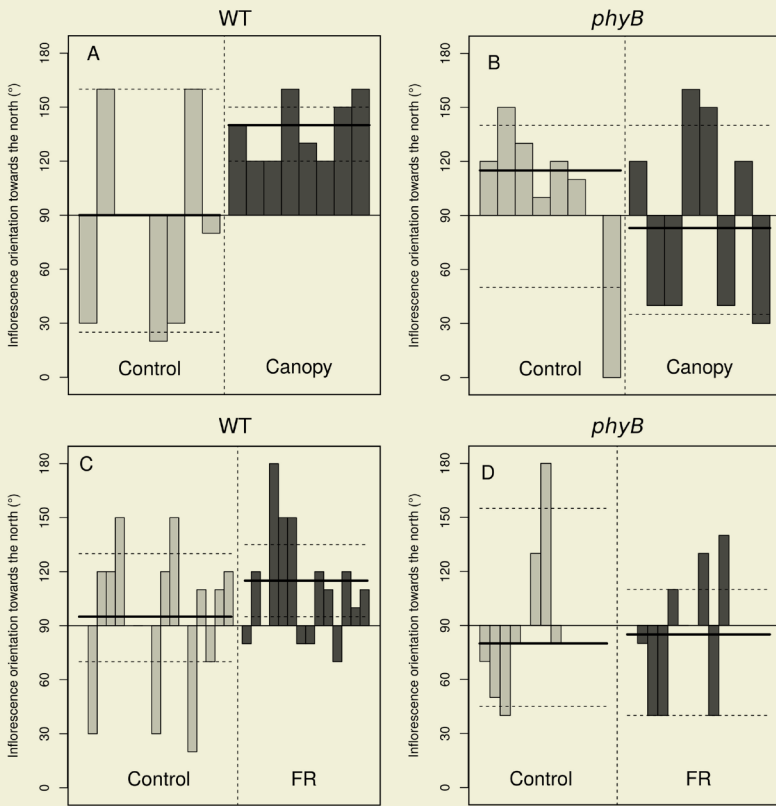 WT
phyB
A
B
Inflorescence orientation towards the north (°)
180
150
120
90
60
30
0
Control
Canopy
Inflorescence orientation towards the north (°)
180
150
120
90
60
30
0
Control
Canopy
WT
phyB
C
D
Inflorescence orientation towards the north (°)
180
150
120
90
60
30
0
Control
FR
Inflorescence orientation towards the north (°)
180
150
120
90
60
30
0
Control
FR